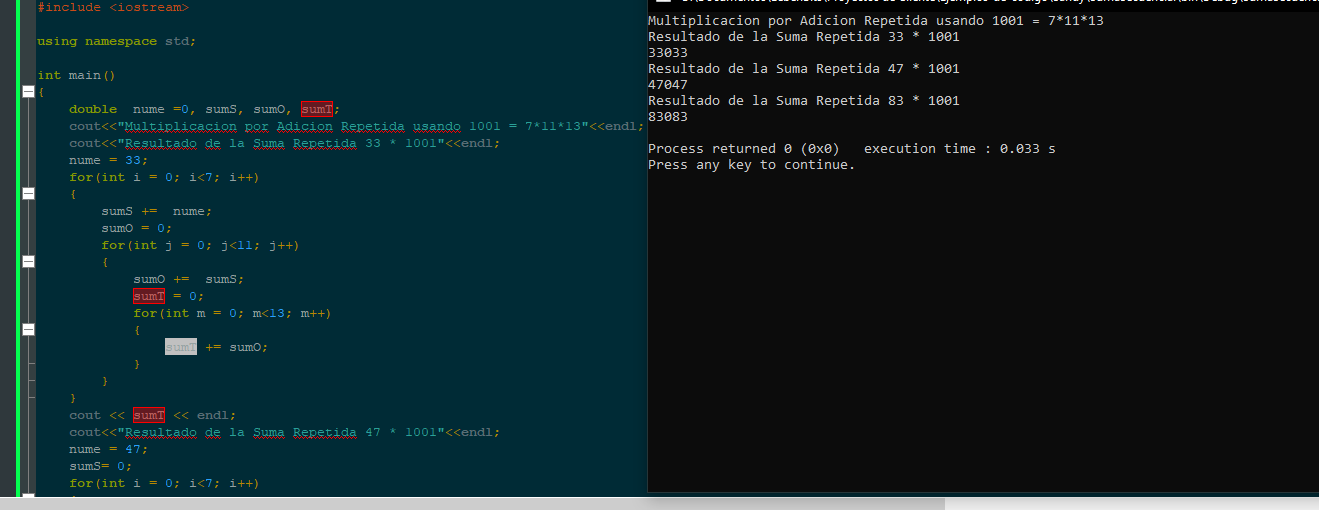 #include <iostream>
using namespace std;
int main()
{
double  nume =0, sumS, sumO, sumT;
cout<<"Multiplicacion por Adicion Repetida usando 1001 = 7*11*13"<<endl;
cout<<"Resultado de la Suma Repetida 33 * 1001"<<endl;
nume = 33;
for(int i = 0; i<7; i++)
{
sumS +=  nume;
sumO = 0;
for(int j = 0; j<11; j++)
{
sumO +=  sumS;
sumT = 0;
for(int m = 0; m<13; m++)
{
sumT += sumO;
}
}
}
cout << sumT << endl;
cout<<"Resultado de la Suma Repetida 47 * 1001"<<endl;
nume = 47;
sumS= 0;
for(int i = 0; i<7; i++)
Multiplicacion por Adicion Repetida usando 1001 = 7*11*13
Resultado de la Suma Repetida 33 * 1001
33033
Resultado de la Suma Repetida 47 * 1001
47047
Resultado de la Suma Repetida 83 * 1001
83083
Process returned 0 (0x0)   execution time : 0.033 s
Press any key to continue.